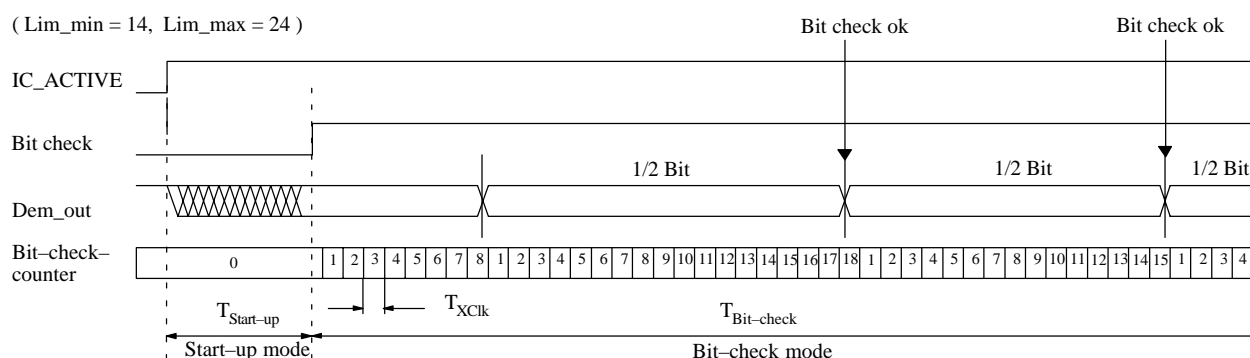 ( Lim_min = 14, Lim_max = 24 )
Bit check ok
Bit check ok
IC_ACTIVE
Bit check
1/2 Bit
1/2 Bit
1/2 Bit
Dem_out
Bit–check–
counter
0 1 2 3 4 5 6 7 8 1 2 3 4 5 6 7 8 9 10 11 12 13 14 15 16 17 18 1 2 3 4 5 6 7 8 9 10 11 12 13 14 15 1 2 3 4
TStart–up
TXClk
TBit–check
Start–up mode
Bit–check mode